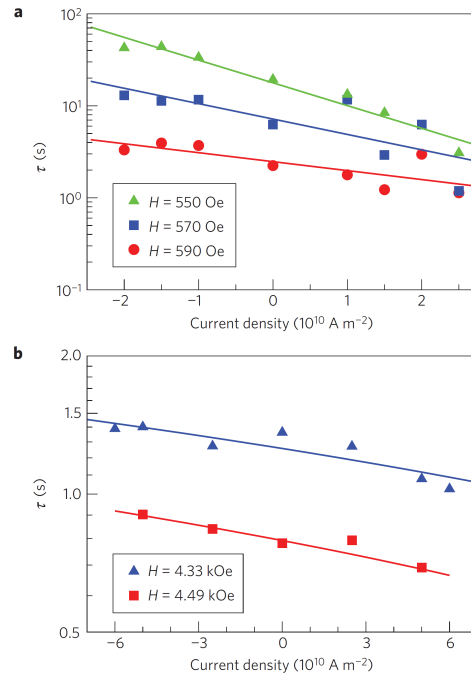 a
10²
10¹
10⁰
10⁻¹
τ (s)
−2 −1 0 1 2
Current density (10¹⁰ A m⁻²)
H = 550 Oe
H = 570 Oe
H = 590 Oe
b
2.0
1.5
1.0
0.5
τ (s)
−6 −3 0 3 6
Current density (10¹⁰ A m⁻²)
H = 4.33 kOe
H = 4.49 kOe